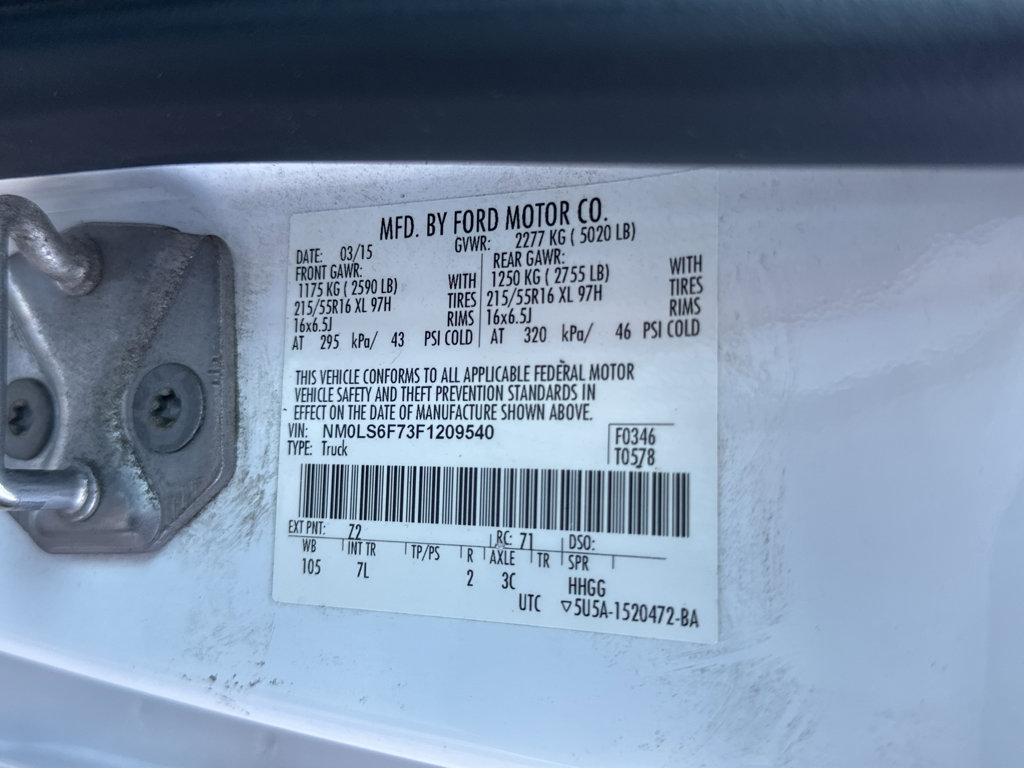 MFD. BY FORD MOTOR CO.
DATE: 03/15 GVWR: 2277 KG ( 5020 LB)
FRONT GAWR: REAR GAWR:
1175 KG ( 2590 LB) WITH 1250 KG ( 2755 LB) WITH
215/55R16 XL 97H TIRES 215/55R16 XL 97H TIRES
16x6.5J RIMS 16x6.5J RIMS
AT 295 kPa/ 43 PSI COLD AT 320 kPa/ 46 PSI COLD
THIS VEHICLE CONFORMS TO ALL APPLICABLE FEDERAL MOTOR
VEHICLE SAFETY AND THEFT PREVENTION STANDARDS IN
EFFECT ON THE DATE OF MANUFACTURE SHOWN ABOVE.
VIN: NM0LS6F73F1209540 F0346
TYPE: Truck T0578
EXT PNT: 72 RC: 71 DSO:
WB INT TR TP/PS R AXLE TR SPR
105 7L 2 3C HHGG
UTC ▽5U5A-1520472-BA